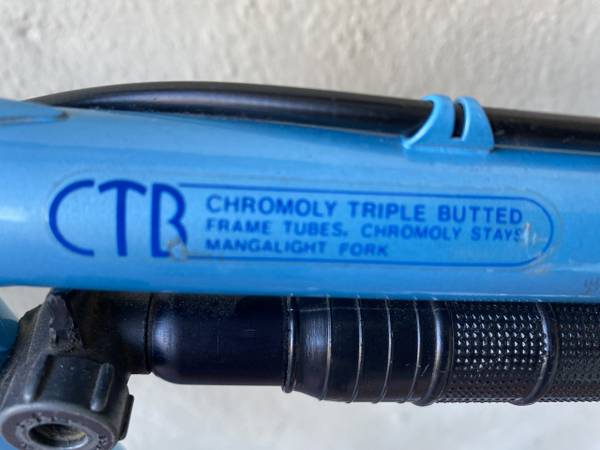 CTB
CHROMOLY TRIPLE BUTTED
FRAME TUBES, CHROMOLY STAYS
MANGALIGHT FORK